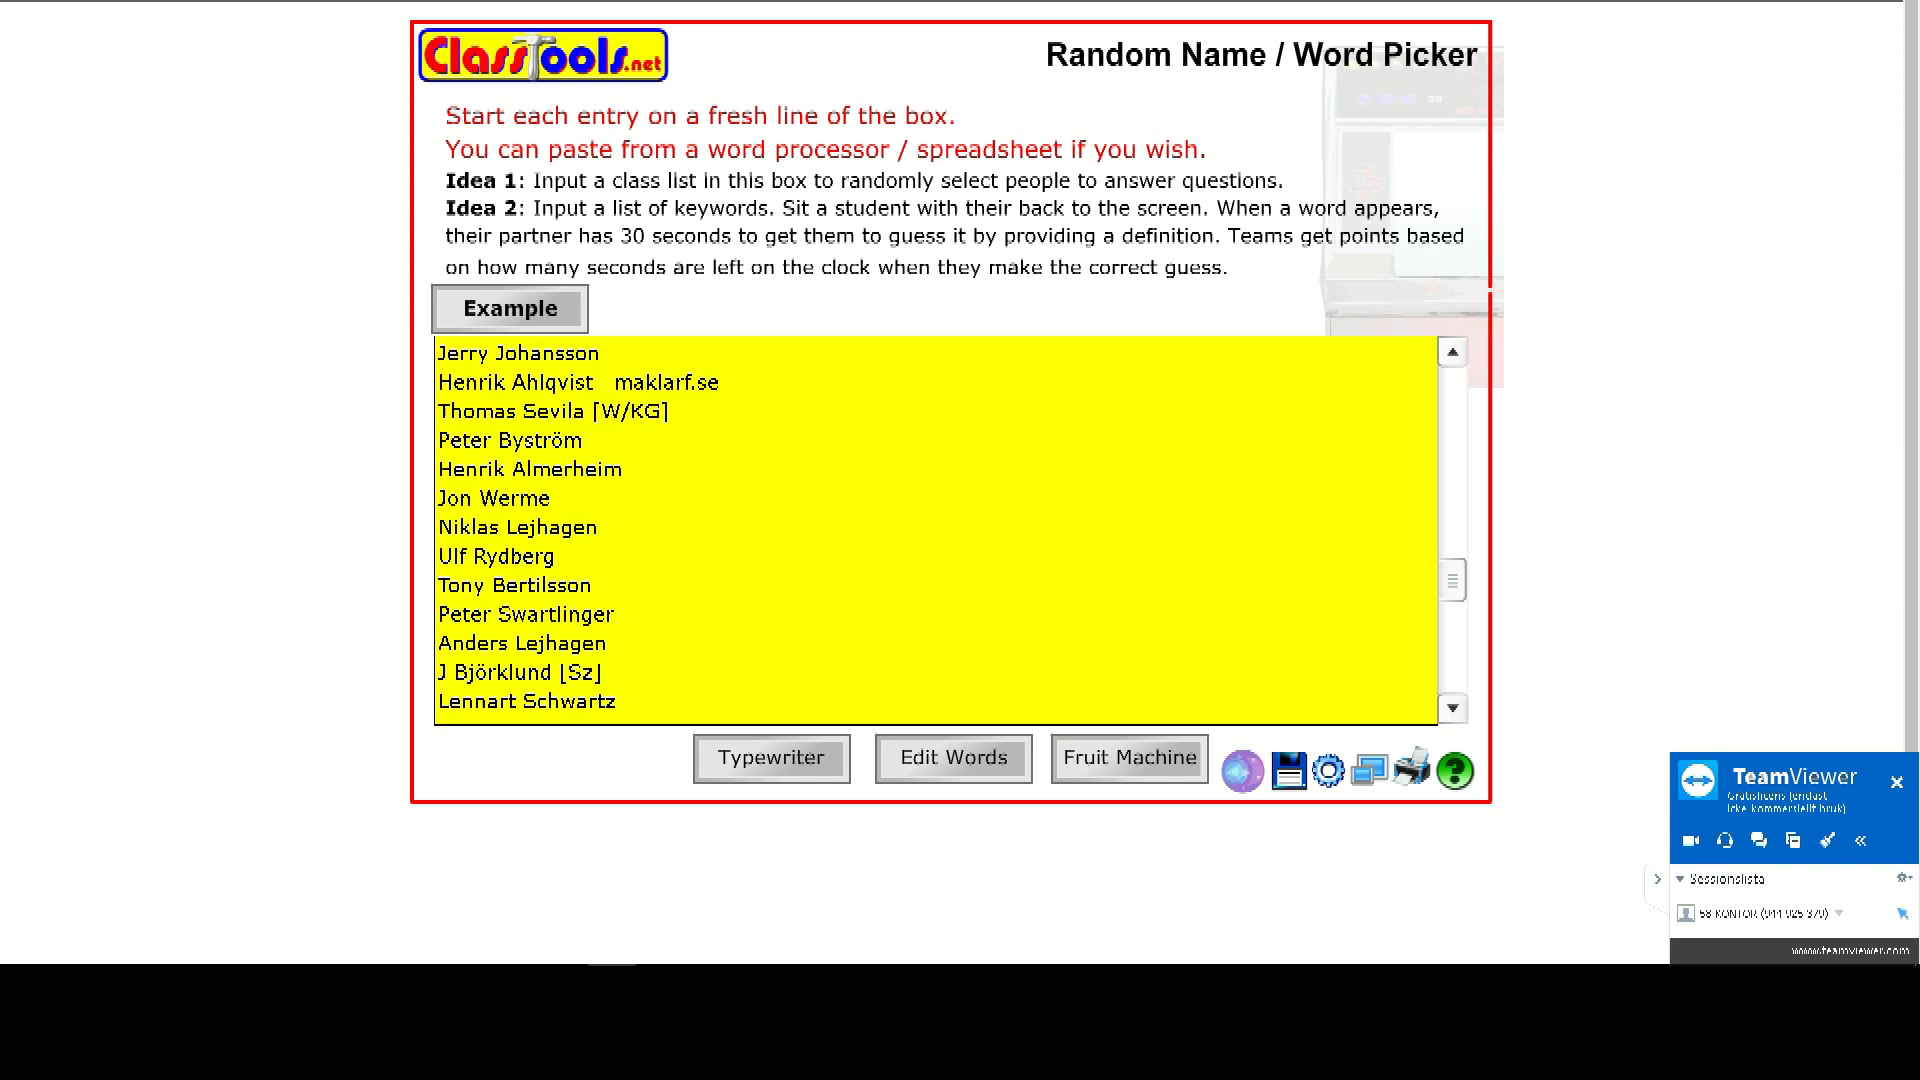 ClassTools.net
Random Name / Word Picker
Start each entry on a fresh line of the box.
You can paste from a word processor / spreadsheet if you wish.
Idea 1: Input a class list in this box to randomly select people to answer questions.
Idea 2: Input a list of keywords. Sit a student with their back to the screen. When a word appears,
their partner has 30 seconds to get them to guess it by providing a definition. Teams get points based
on how many seconds are left on the clock when they make the correct guess.
Example
Jerry Johansson
Henrik Ahlqvist maklarf.se
Thomas Sevila [W/KG]
Peter Byström
Henrik Almerheim
Jon Werme
Niklas Lejhagen
Ulf Rydberg
Tony Bertilsson
Peter Swartlinger
Anders Lejhagen
J Björklund [Sz]
Lennart Schwartz
Typewriter
Edit Words
Fruit Machine
TeamViewer
Gratislicens (endast
icke-kommersiellt bruk)
Sessionslista
KONTOR
www.teamviewer.com